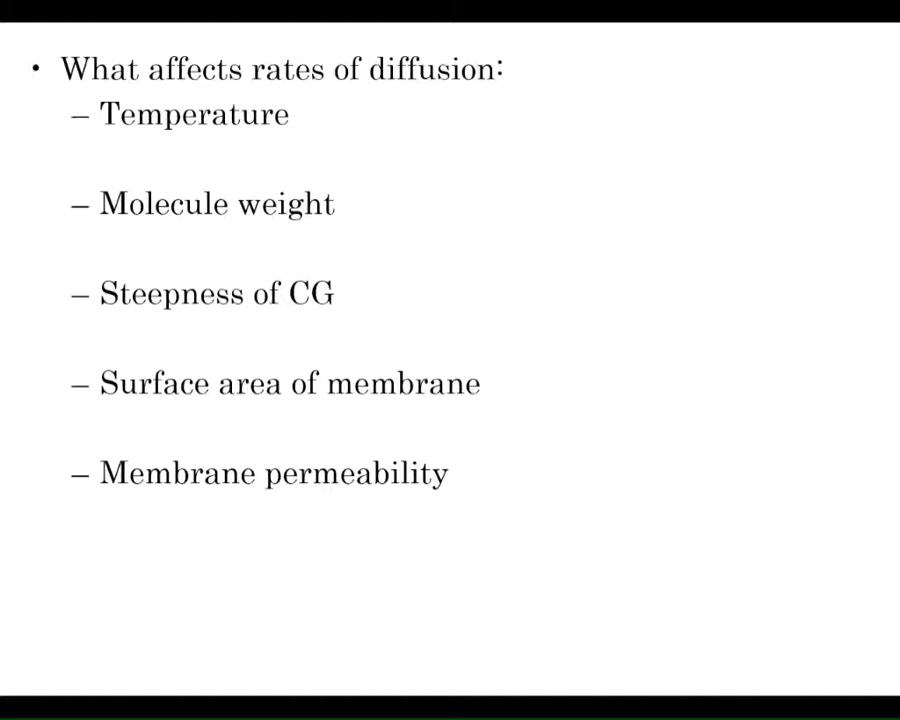 • What affects rates of diffusion:
– Temperature
– Molecule weight
– Steepness of CG
– Surface area of membrane
– Membrane permeability